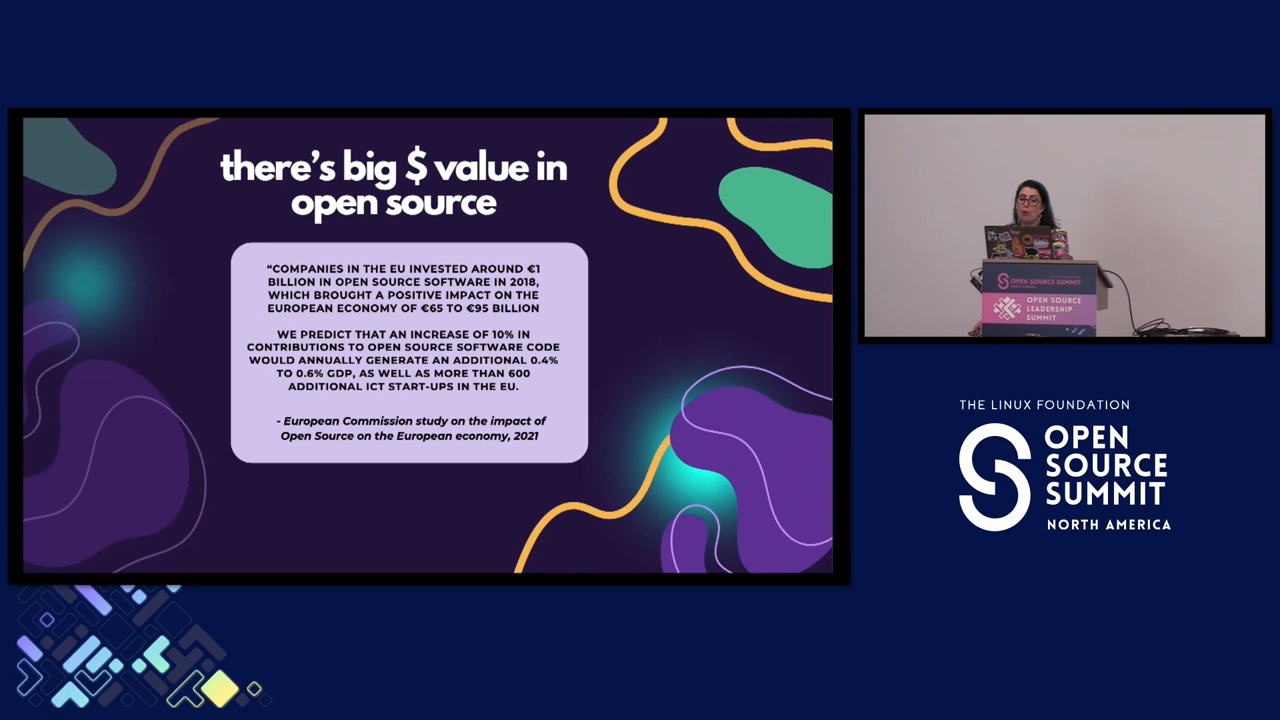 there's big $ value in
open source
"COMPANIES IN THE EU INVESTED AROUND €1
BILLION IN OPEN SOURCE SOFTWARE IN 2018,
WHICH BROUGHT A POSITIVE IMPACT ON THE
EUROPEAN ECONOMY OF €65 TO €95 BILLION
WE PREDICT THAT AN INCREASE OF 10% IN
CONTRIBUTIONS TO OPEN SOURCE SOFTWARE CODE
WOULD ANNUALLY GENERATE AN ADDITIONAL 0.4%
TO 0.6% GDP, AS WELL AS MORE THAN 600
ADDITIONAL ICT START-UPS IN THE EU.
- European Commission study on the impact of
Open Source on the European economy, 2021
OPEN SOURCE SUMMIT
OPEN SOURCE
LEADERSHIP
SUMMIT
THE LINUX FOUNDATION
OPEN
SOURCE
SUMMIT
NORTH AMERICA